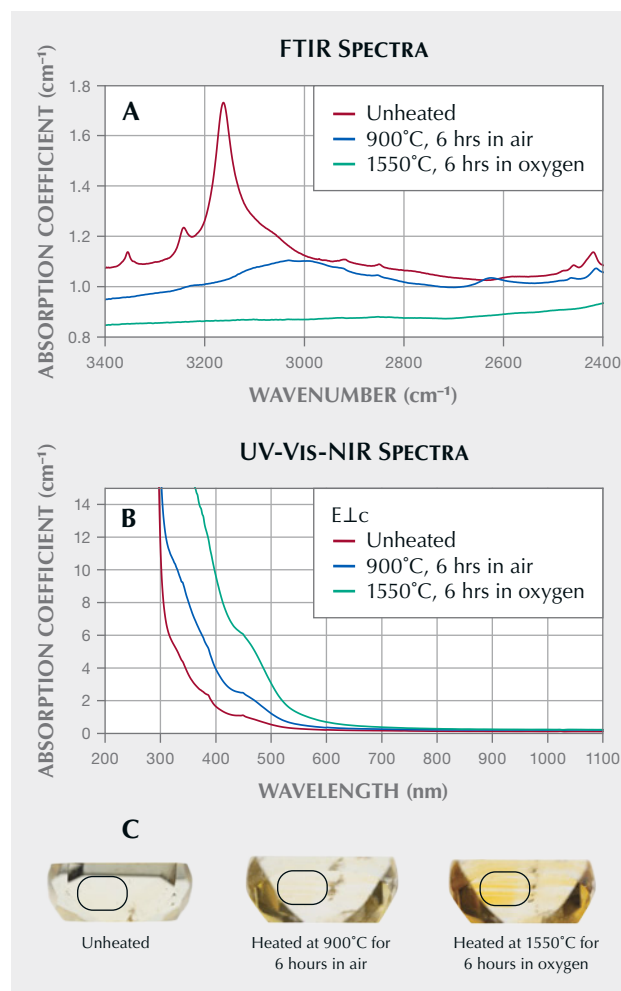 FTIR SPECTRA
ABSORPTION COEFFICIENT (cm⁻¹)
1.8
1.6
1.4
1.2
1.0
0.8
A
Unheated
900˚C, 6 hrs in air
1550˚C, 6 hrs in oxygen
3400 3200 3000 2800 2600 2400
WAVENUMBER (cm⁻¹)
UV-VIS-NIR SPECTRA
ABSORPTION COEFFICIENT (cm⁻¹)
14
12
10
8
6
4
2
0
B
E⊥c
Unheated
900˚C, 6 hrs in air
1550˚C, 6 hrs in oxygen
200 300 400 500 600 700 800 900 1000 1100
WAVELENGTH (nm)
C
Unheated
Heated at 900˚C for
6 hours in air
Heated at 1550˚C for
6 hours in oxygen